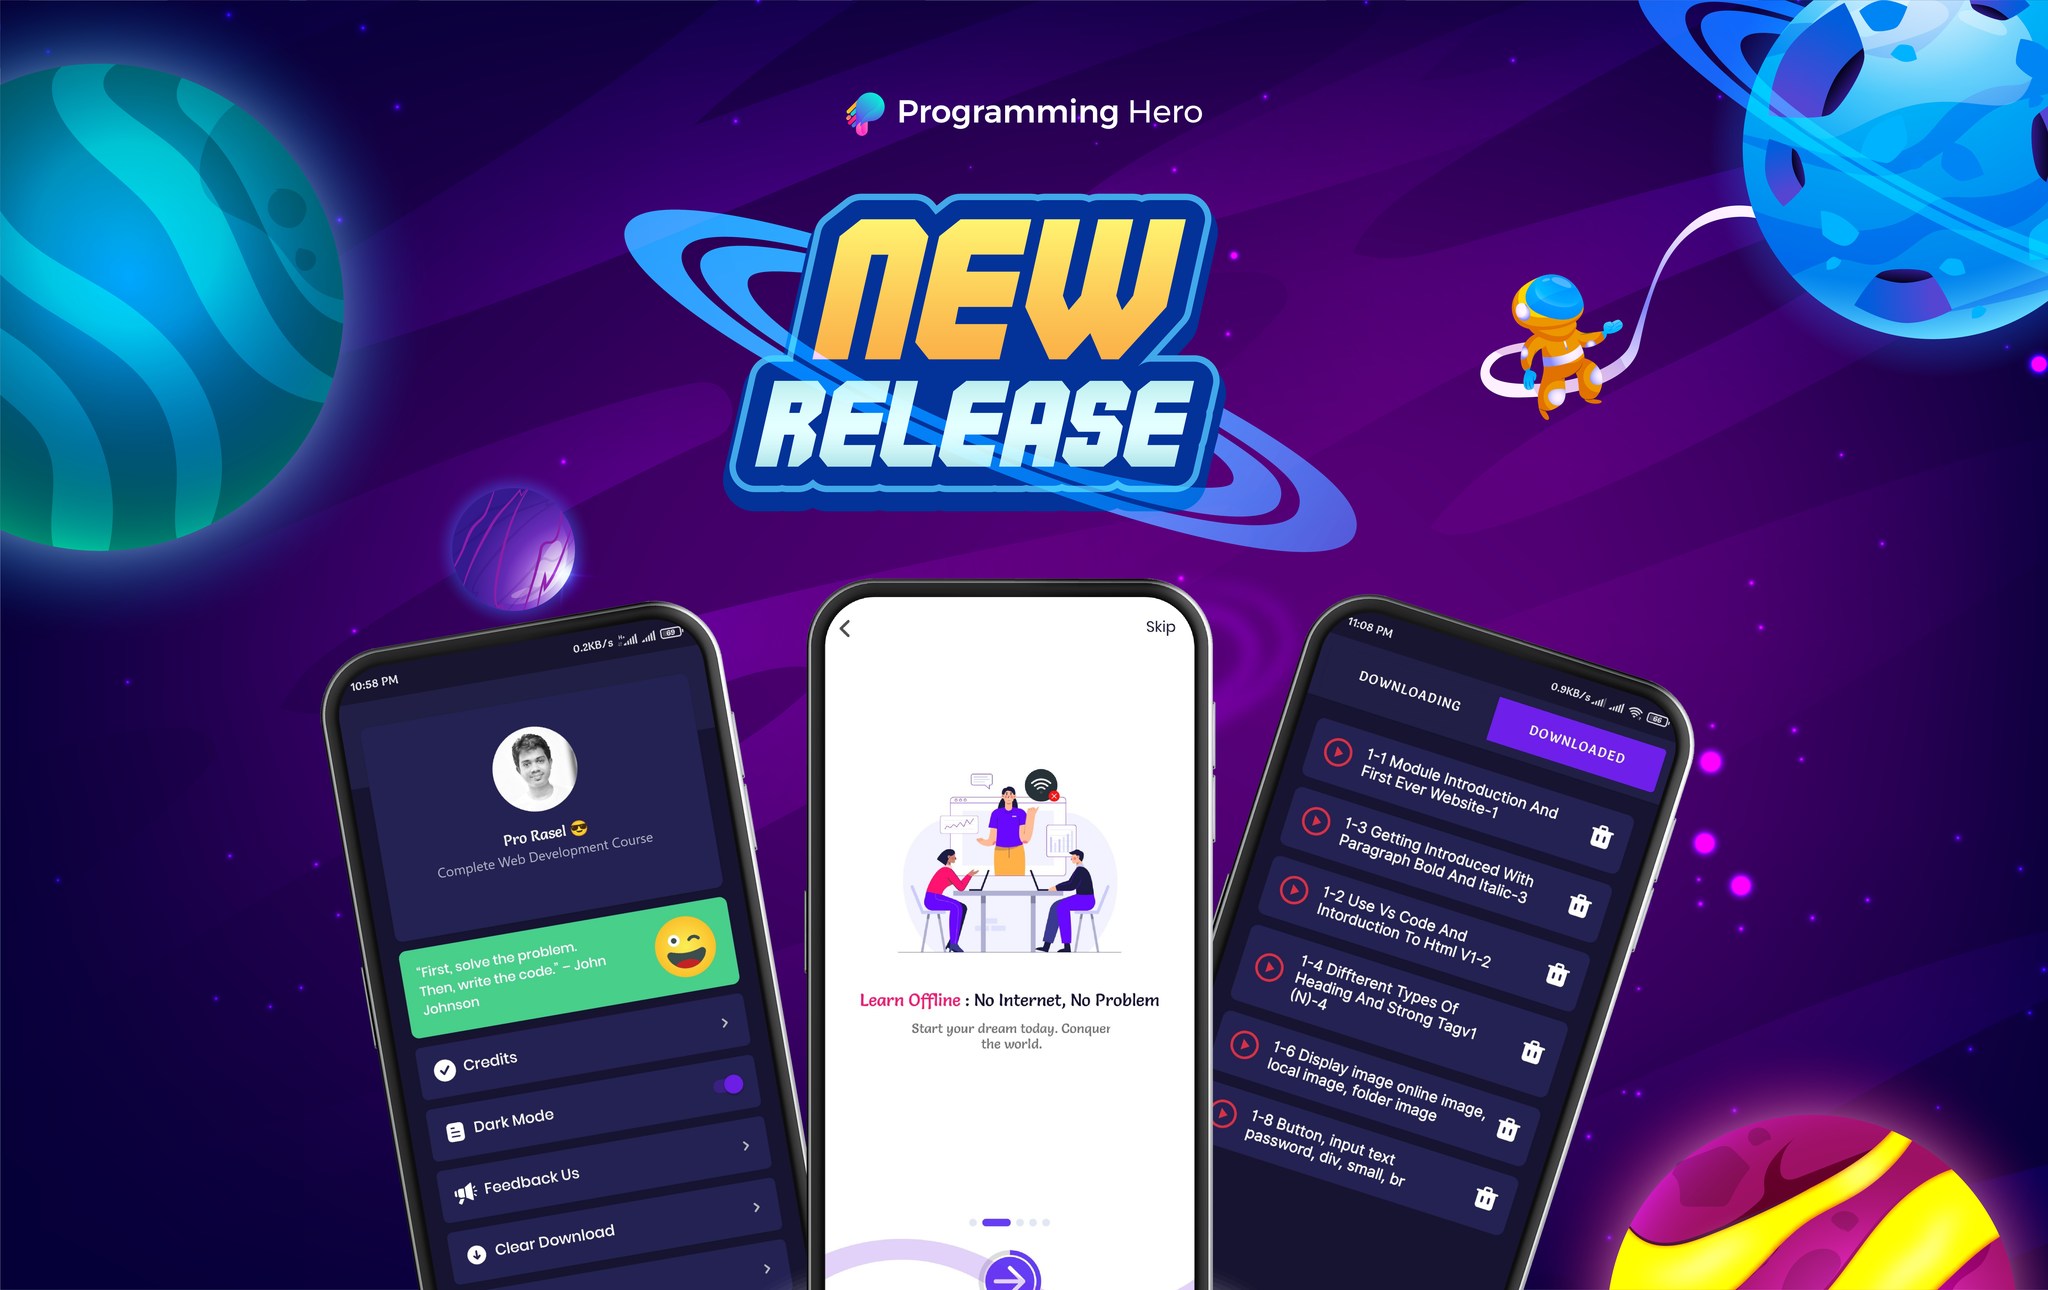 Programming Hero
NEW
RELEASE
10:58 PM
0.2KB/s
69
Pro Rasel 😎
Complete Web Development Course
"First, solve the problem.
Then, write the code." – John
Johnson
Credits
Dark Mode
Feedback Us
Clear Download
Skip
Learn Offline : No Internet, No Problem
Start your dream today. Conquer
the world.
11:08 PM
0.9KB/s
66
DOWNLOADING
DOWNLOADED
1-1 Module Introduction And
First Ever Website-1
1-3 Getting Introduced With
Paragraph Bold And Italic-3
1-2 Use Vs Code And
Intorduction To Html V1-2
1-4 Diffterent Types Of
Heading And Strong Tagv1
(N)-4
1-6 Display image online image,
local image, folder image
1-8 Button, input text
password, div, small, br